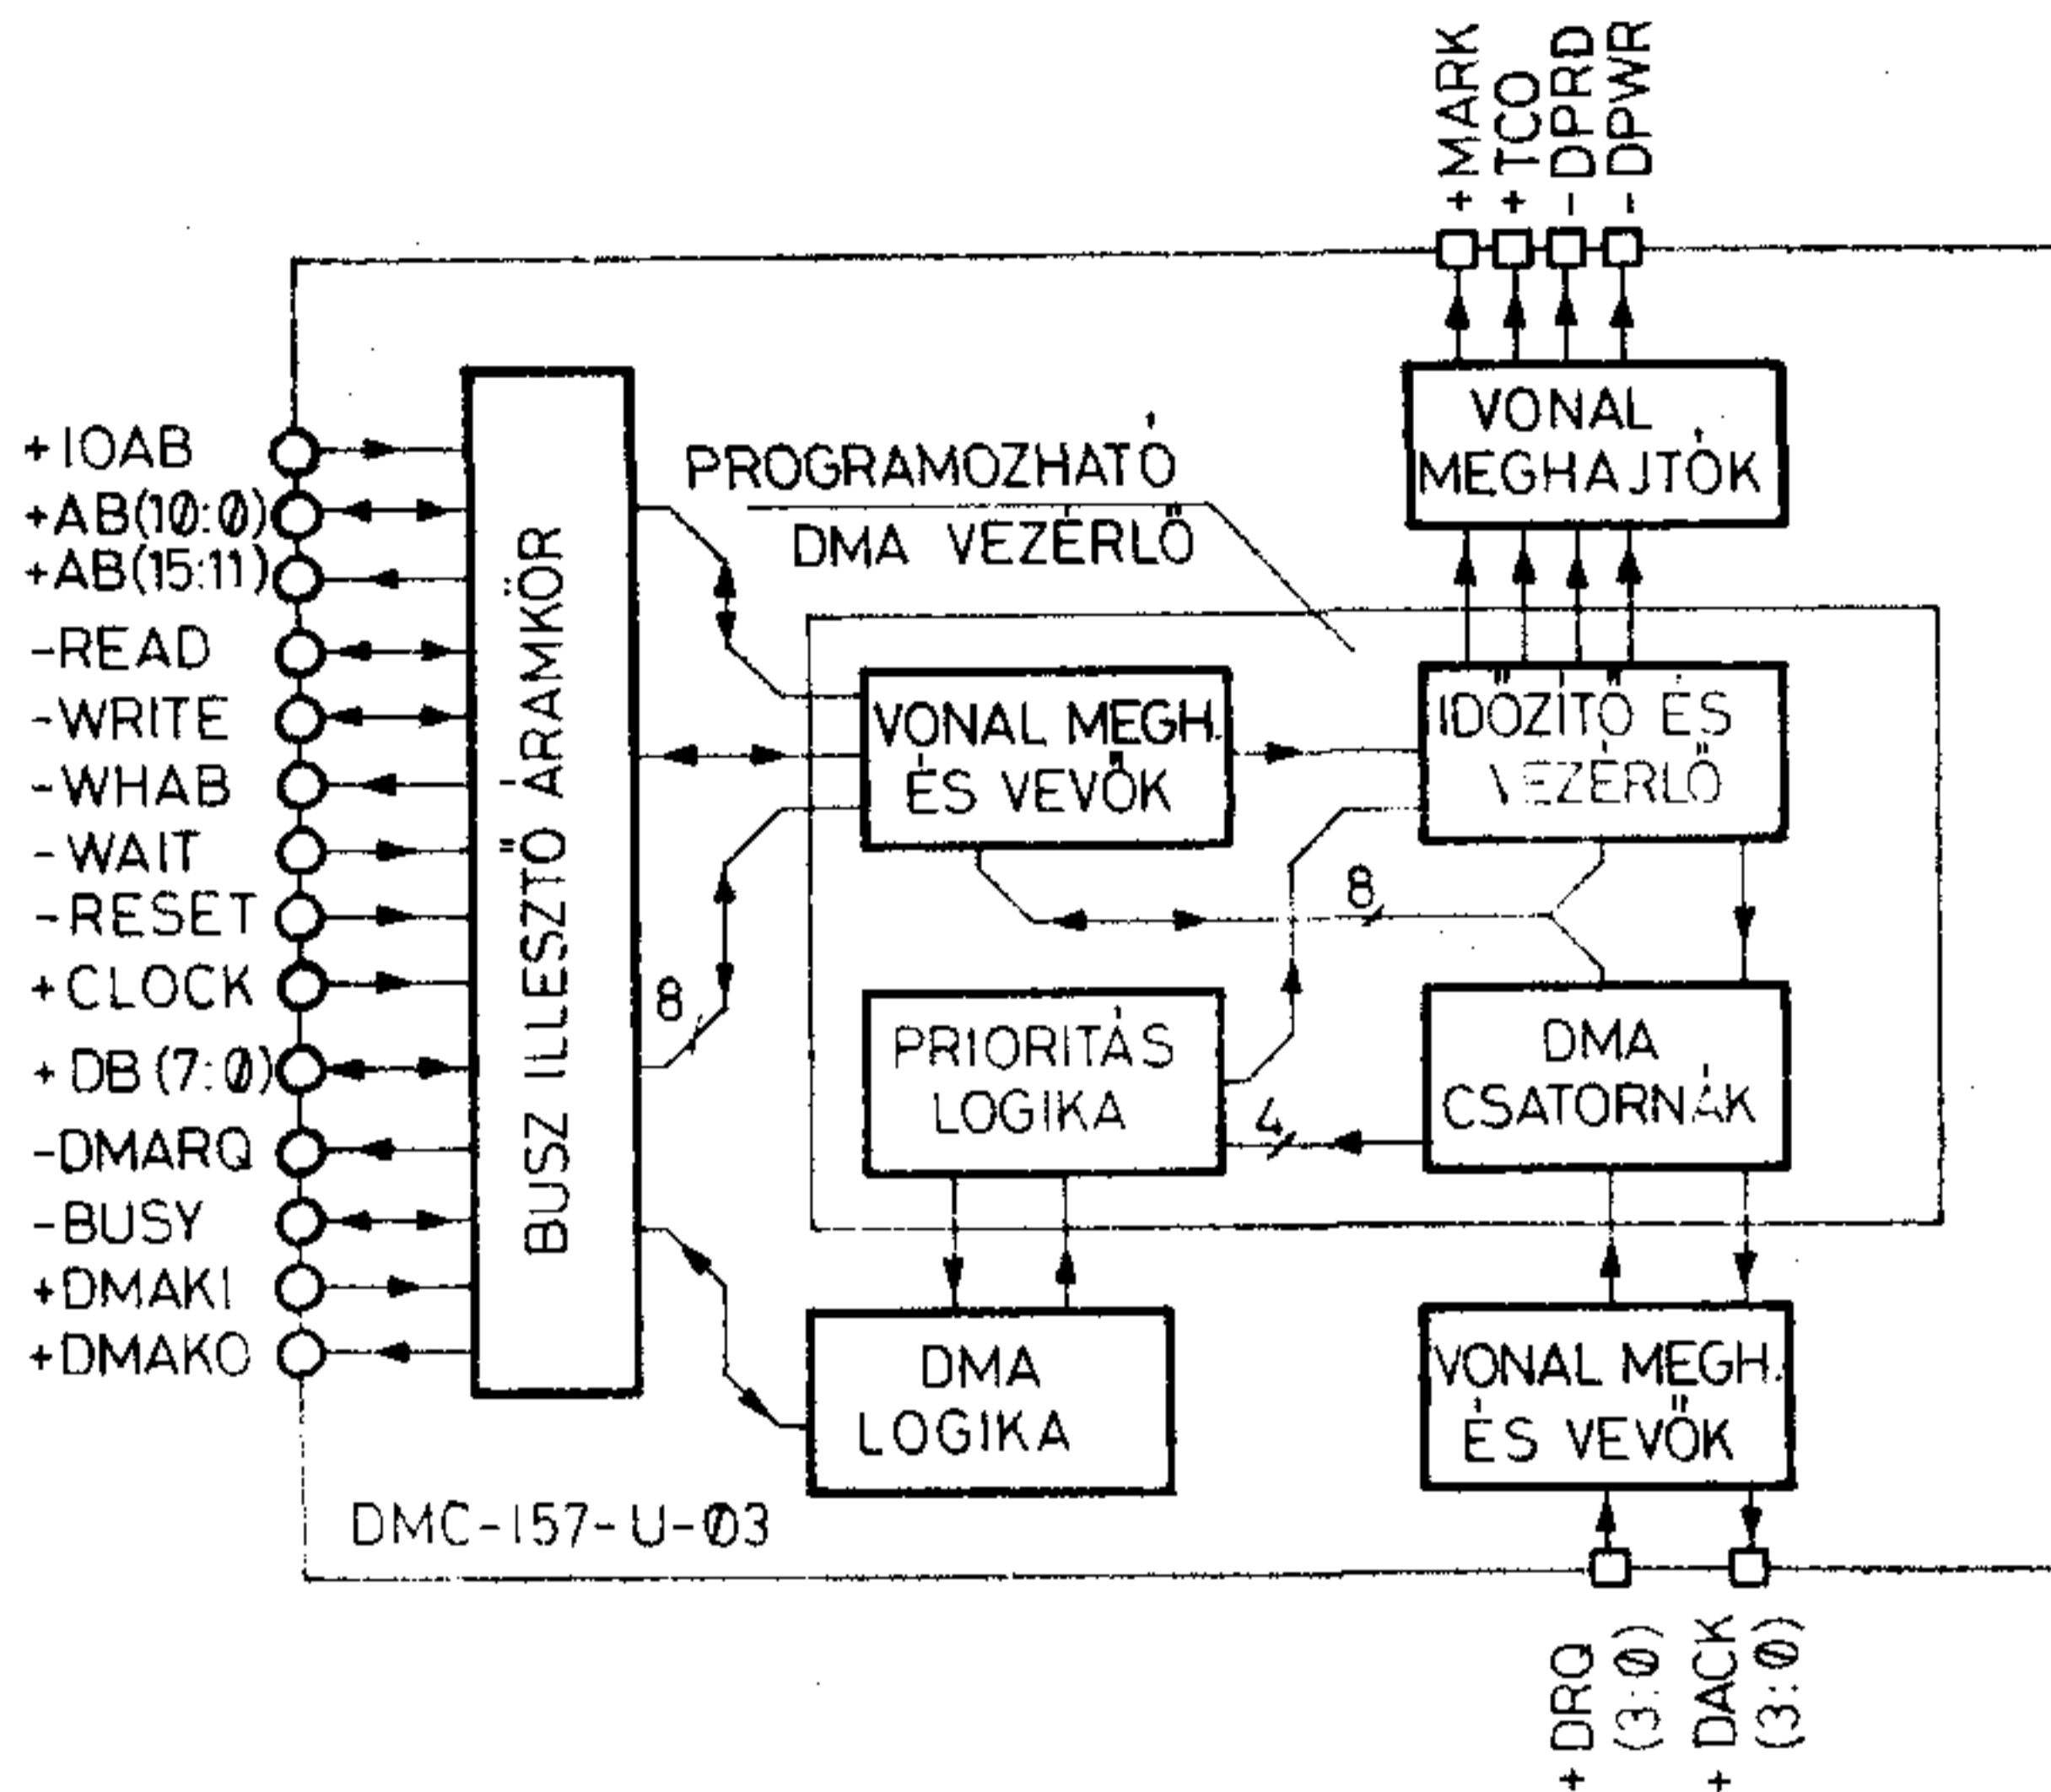 +MARK
+TCO
-DPRD
-DPWR
VONAL
MEGHAJTÓK
PROGRAMOZHATÓ
DMA VEZÉRLŐ
+IOAB
+AB(10:0)
+AB(15:11)
-READ
-WRITE
-WHAB
-WAIT
-RESET
+CLOCK
+DB(7:0)
-DMARQ
-BUSY
+DMAKI
+DMAKO
BUSZ ILLESZTŐ ÁRAMKÖR
VONAL MEGH.
ÉS VEVŐK
IDŐZÍTŐ ÉS
VEZÉRLŐ
8
8
PRIORITÁS
LOGIKA
4
DMA
CSATORNÁK
DMA
LOGIKA
VONAL MEGH.
ÉS VEVŐK
DMC-157-U-03
+DRQ
(3:0)
+DACK
(3:0)